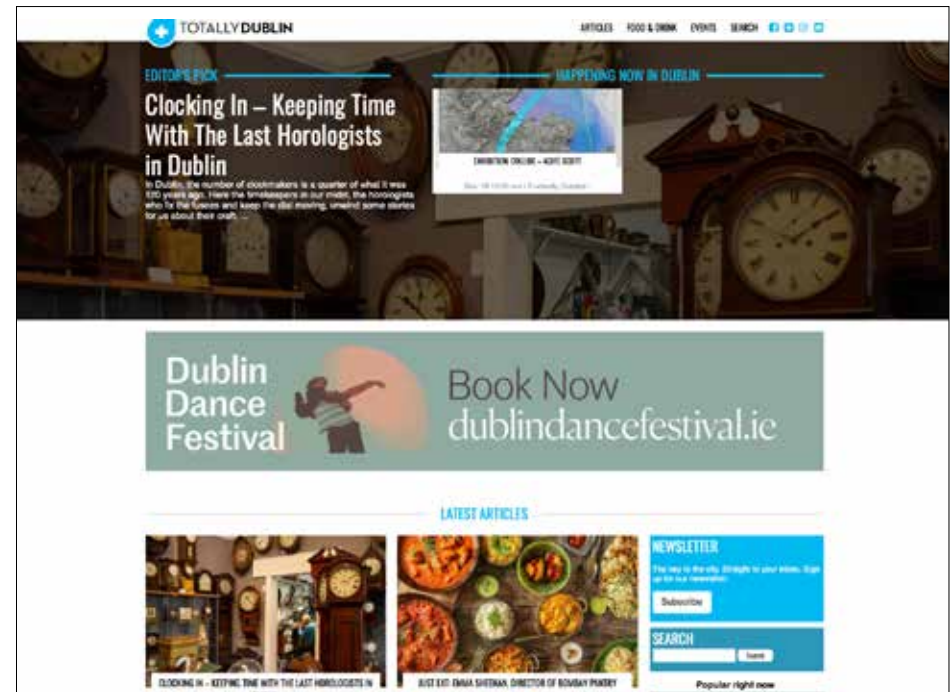 TOTALLYDUBLIN
ARTICLES FOOD & DRINK EVENTS SEARCH
EDITOR'S PICK
HAPPENING NOW IN DUBLIN
Clocking In – Keeping Time
With The Last Horologists
in Dublin
In Dublin, the number of clockmakers is a quarter of what it was
120 years ago. Here the timekeepers in our midst, the horologists
who fix the fusees and keep the dial moving, unwind some stories
for us about their craft. ...
Dublin
Dance
Festival
Book Now
dublindancefestival.ie
LATEST ARTICLES
CLOCKING IN – KEEPING TIME WITH THE LAST HOROLOGISTS IN
JUST EAT: EMMA SHEERAN, DIRECTOR OF BOMBAY PANTRY
NEWSLETTER
The key to the city. Straight to your inbox. Sign
up for our newsletter.
Subscribe
SEARCH
Popular right now